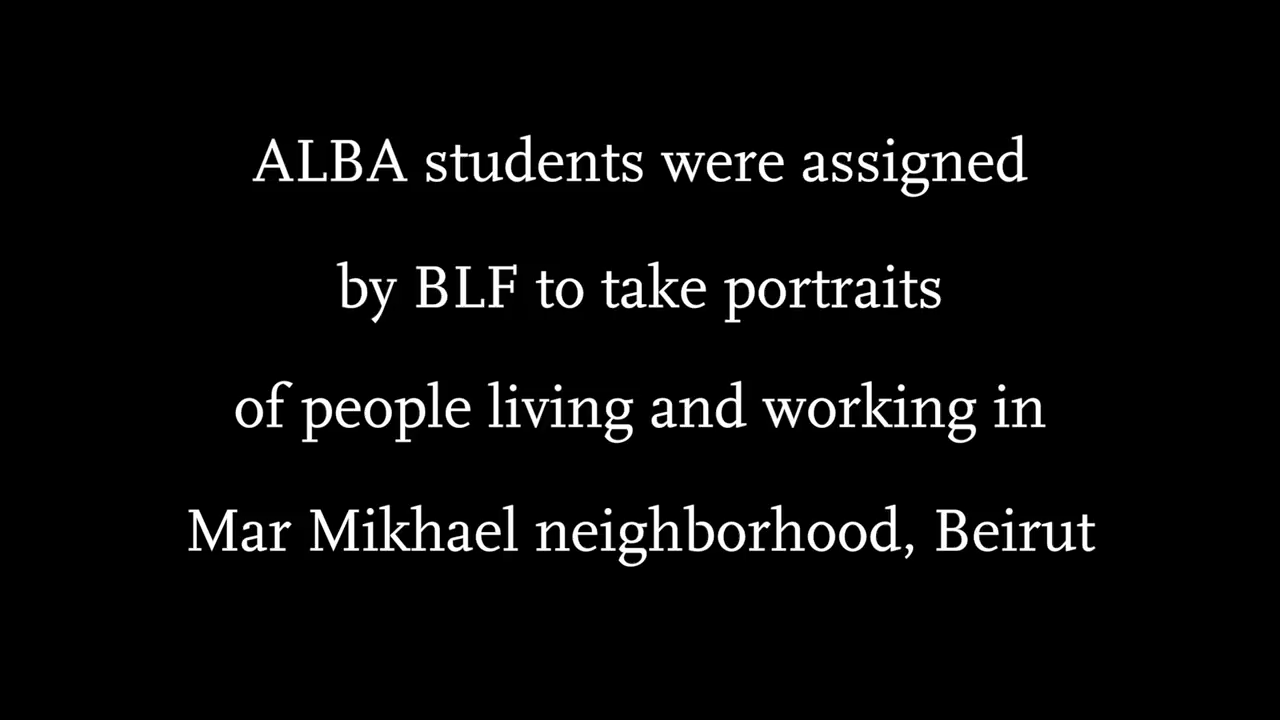 ALBA students were assigned
by BLF to take portraits
of people living and working in
Mar Mikhael neighborhood, Beirut